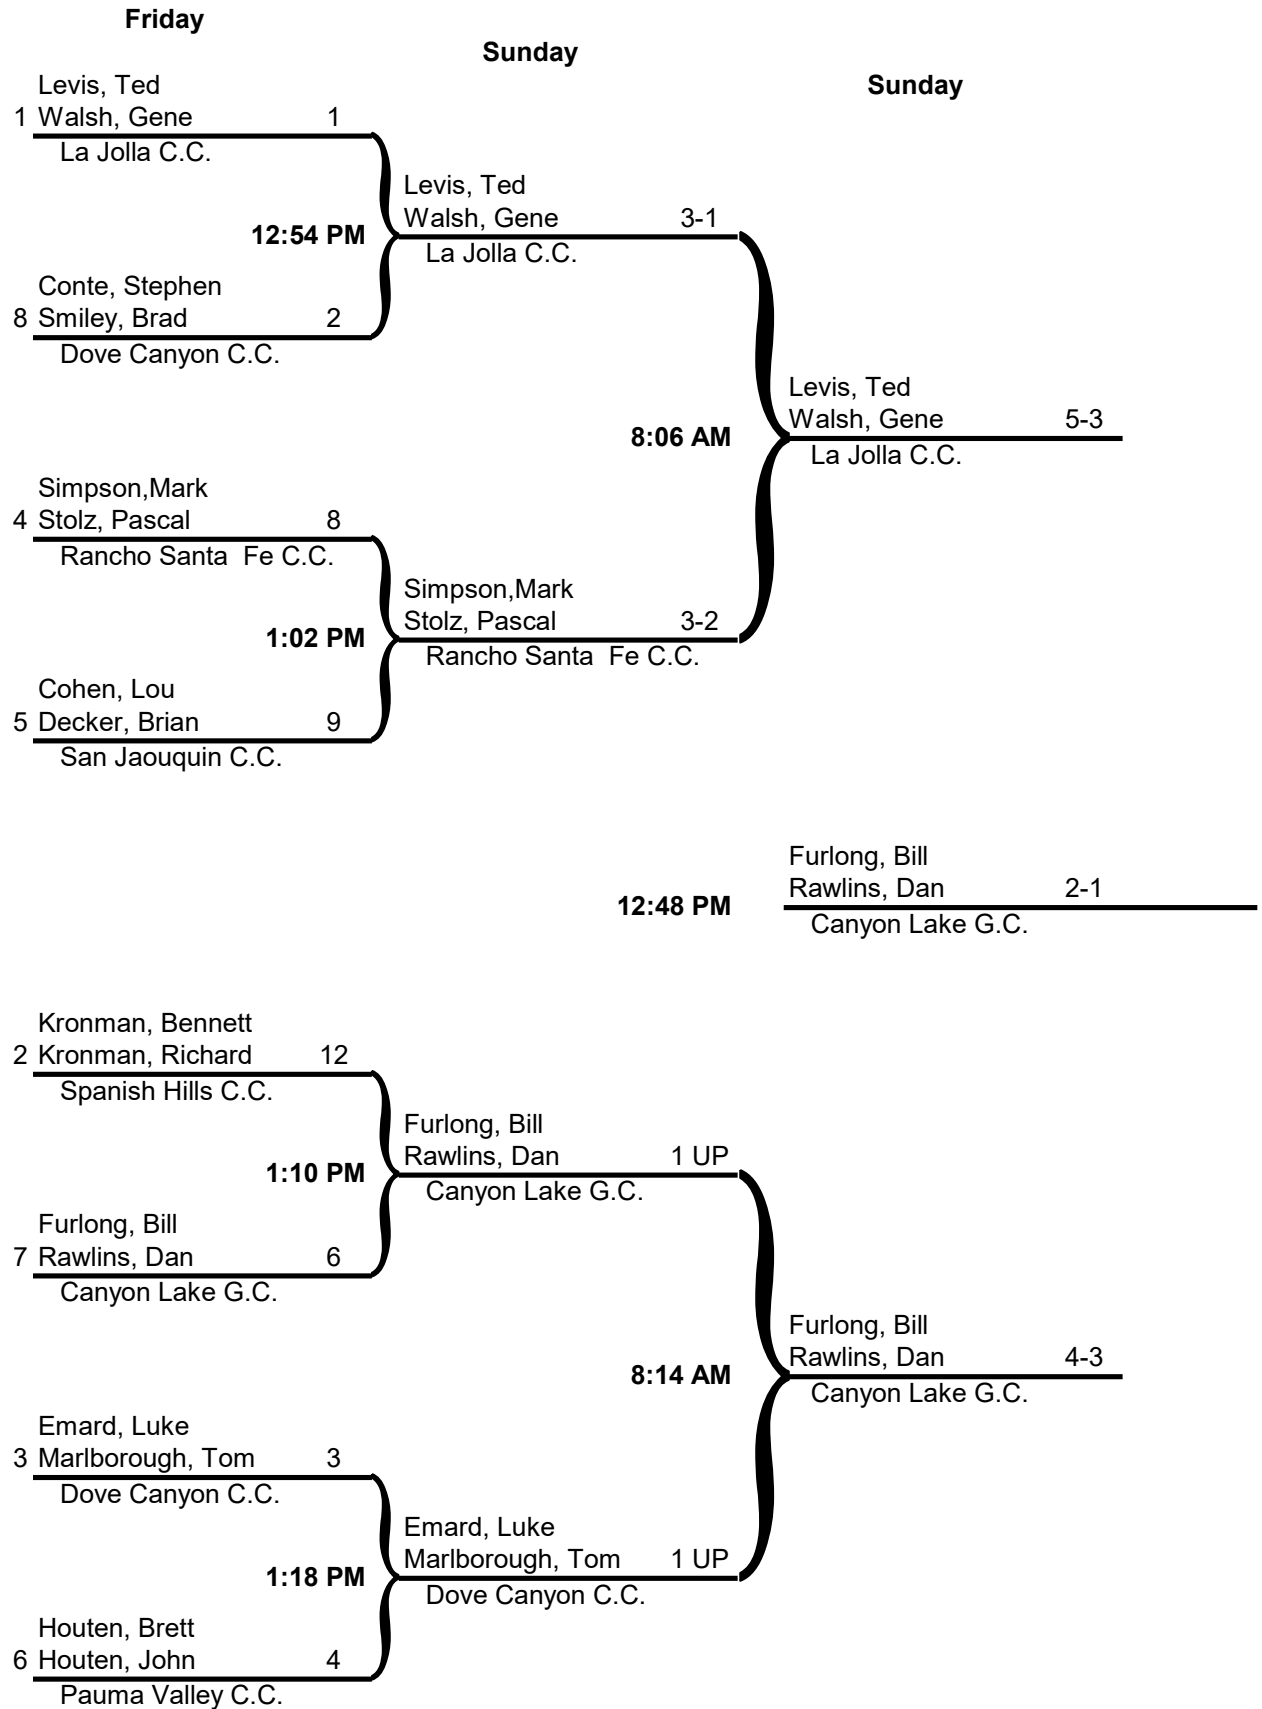 Friday
Sunday
Sunday
Levis, Ted
1 Walsh, Gene 1
La Jolla C.C.
12:54 PM
Conte, Stephen
8 Smiley, Brad 2
Dove Canyon C.C.
Levis, Ted
Walsh, Gene 3-1
La Jolla C.C.
8:06 AM
Levis, Ted
Walsh, Gene 5-3
La Jolla C.C.
Simpson,Mark
4 Stolz, Pascal 8
Rancho Santa  Fe C.C.
1:02 PM
Cohen, Lou
5 Decker, Brian 9
San Jaouquin C.C.
Simpson,Mark
Stolz, Pascal 3-2
Rancho Santa  Fe C.C.
12:48 PM
Furlong, Bill
Rawlins, Dan 2-1
Canyon Lake G.C.
Kronman, Bennett
2 Kronman, Richard 12
Spanish Hills C.C.
1:10 PM
Furlong, Bill
7 Rawlins, Dan 6
Canyon Lake G.C.
Furlong, Bill
Rawlins, Dan 1 UP
Canyon Lake G.C.
8:14 AM
Furlong, Bill
Rawlins, Dan 4-3
Canyon Lake G.C.
Emard, Luke
3 Marlborough, Tom 3
Dove Canyon C.C.
1:18 PM
Houten, Brett
6 Houten, John 4
Pauma Valley C.C.
Emard, Luke
Marlborough, Tom 1 UP
Dove Canyon C.C.